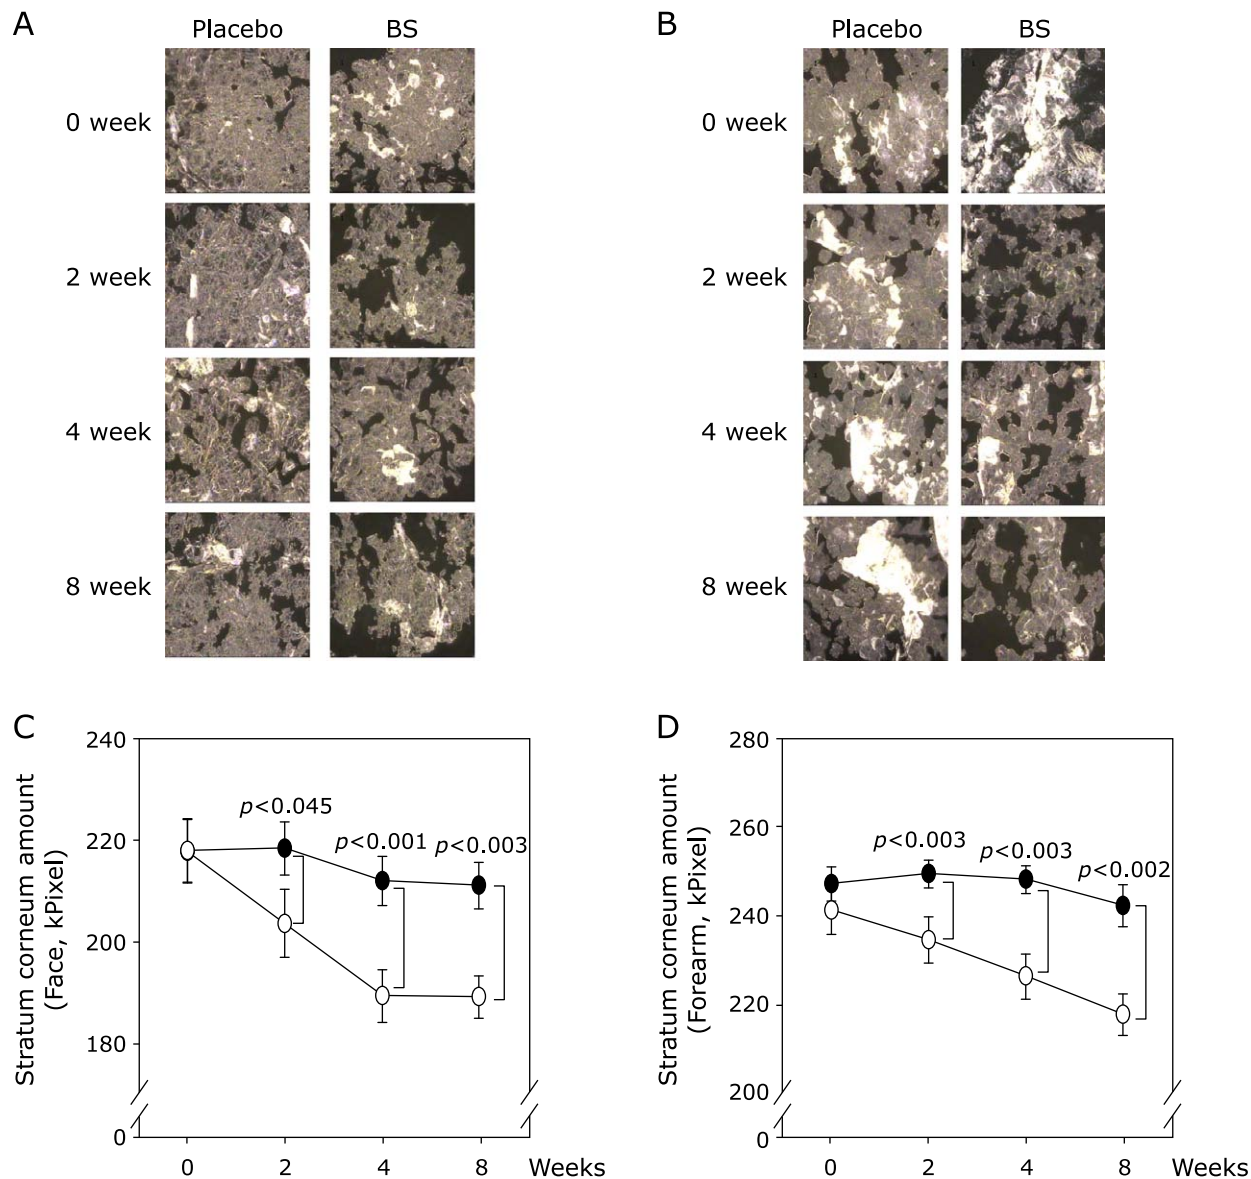 A
Placebo BS
0 week
2 week
4 week
8 week
B
Placebo BS
0 week
2 week
4 week
8 week
C
Stratum corneum amount
(Face, kPixel)
240
220
200
180
0
p<0.045
p<0.001
p<0.003
0 2 4 8 Weeks
D
Stratum corneum amount
(Forearm, kPixel)
280
260
240
220
200
0
p<0.003
p<0.003
p<0.002
0 2 4 8 Weeks